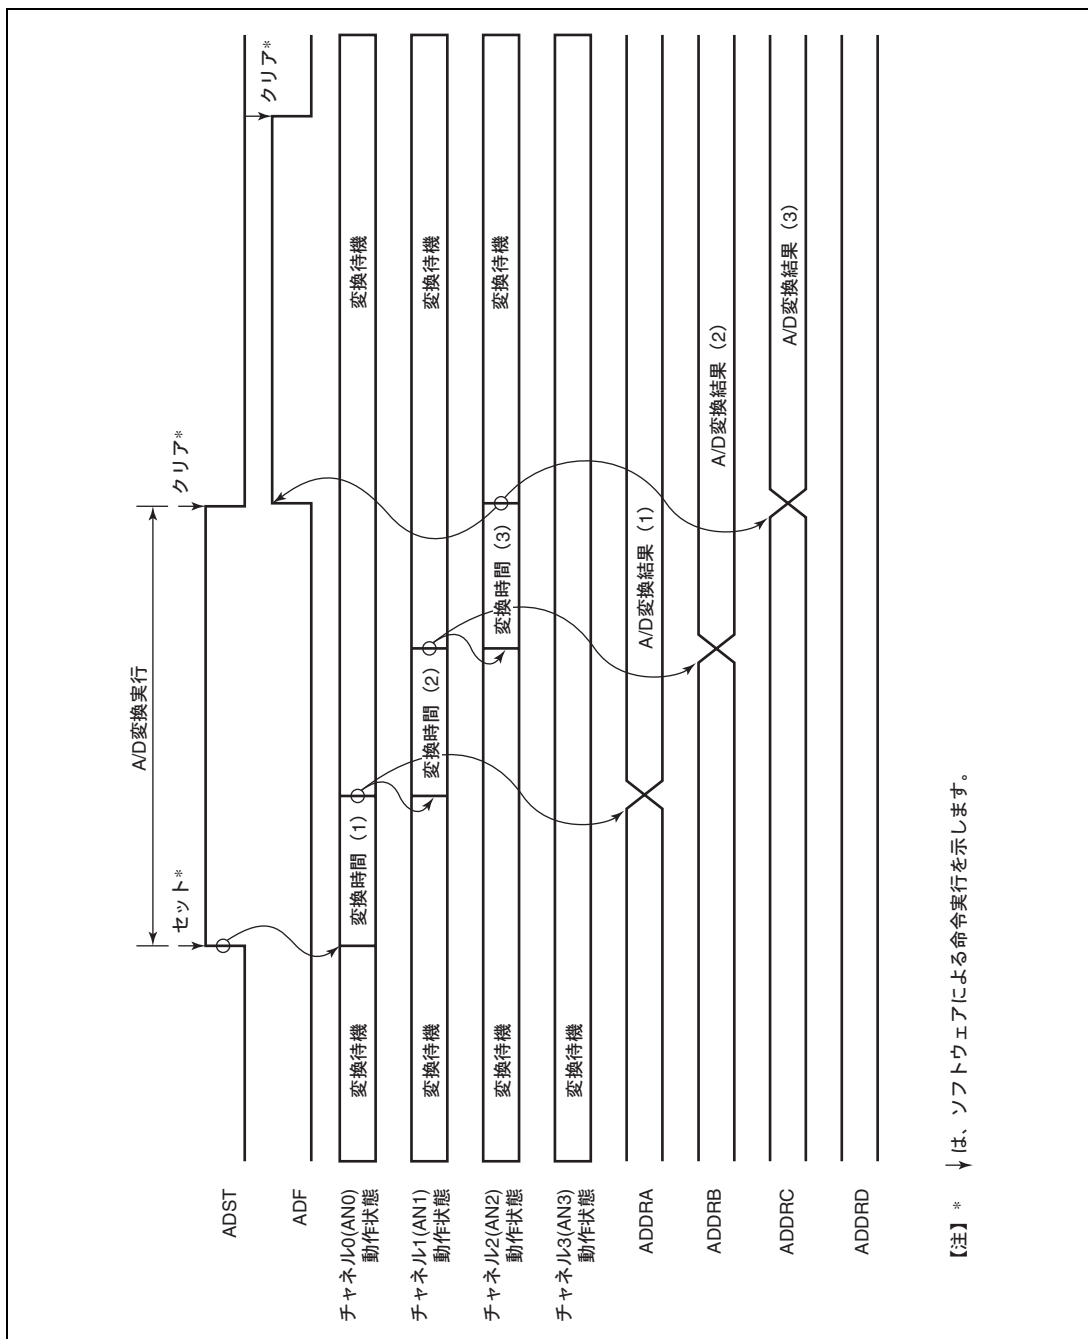 A/D変換実行
セット*
クリア*
クリア*
ADST
ADF
チャネル0(AN0)
動作状態
変換待機
変換時間（1）
変換待機
チャネル1(AN1)
動作状態
変換待機
変換時間（2）
変換待機
チャネル2(AN2)
動作状態
変換待機
変換時間（3）
変換待機
チャネル3(AN3)
動作状態
変換待機
ADDRA
A/D変換結果（1）
ADDRB
A/D変換結果（2）
ADDRC
A/D変換結果（3）
ADDRD
【注】 * ↓は、ソフトウェアによる命令実行を示します。